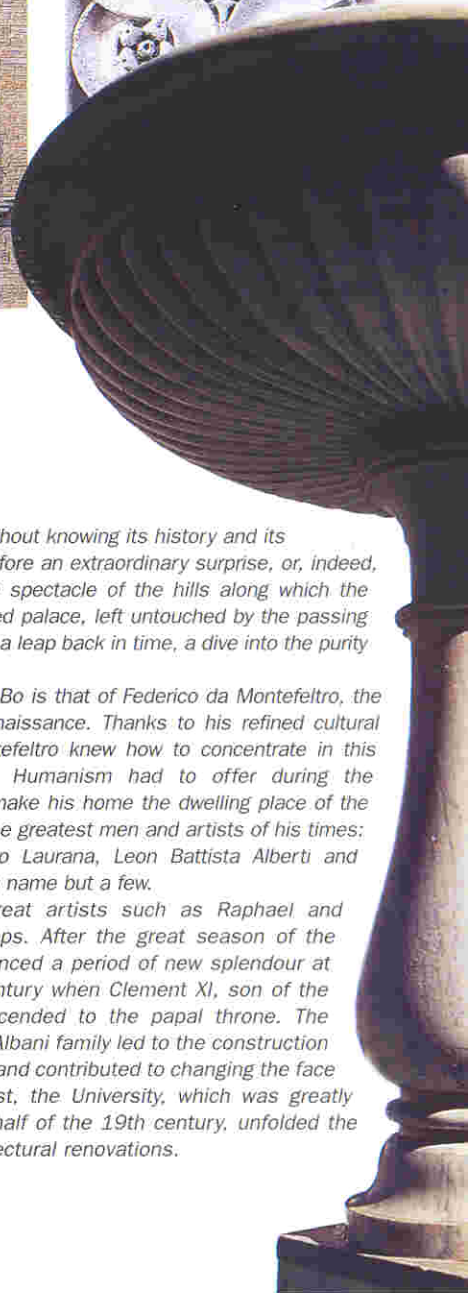 hout knowing its history and its
fore an extraordinary surprise, or, indeed,
spectacle of the hills along which the
ed palace, left untouched by the passing
a leap back in time, a dive into the purity
Bo is that of Federico da Montefeltro, the
naissance. Thanks to his refined cultural
tefeltro knew how to concentrate in this
Humanism had to offer during the
make his home the dwelling place of the
e greatest men and artists of his times:
o Laurana, Leon Battista Alberti and
name but a few.
reat artists such as Raphael and
ps. After the great season of the
nced a period of new splendour at
ntury when Clement XI, son of the
cended to the papal throne. The
Albani family led to the construction
and contributed to changing the face
st, the University, which was greatly
half of the 19th century, unfolded the
ectural renovations.